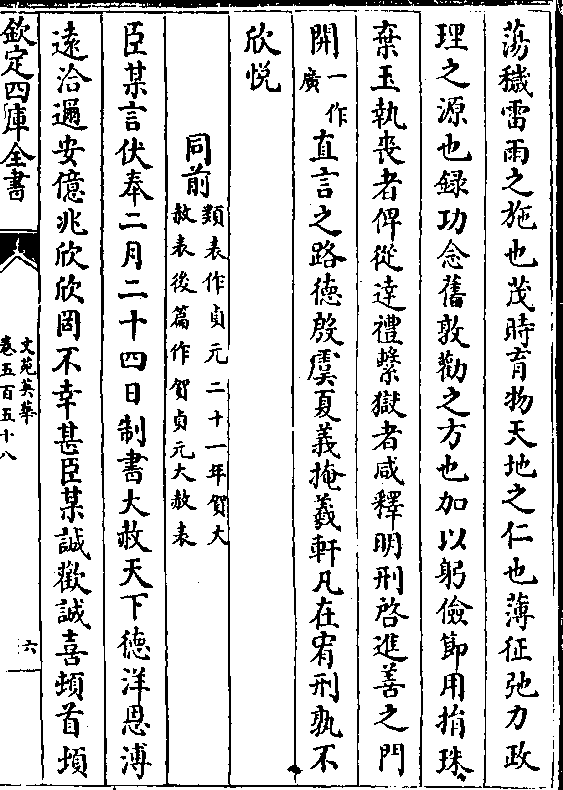 蕩穢雷雨之施也茂時育物天地之仁也薄征弛力政
理之源也録功念舊敦勸之方也加以躬儉節用捐珠
棄玉執喪者俾從達禮繫獄者咸釋明刑啓進善之門
開一作廣直言之路德殷虞夏義掩羲軒凡在宥刑孰不
欣悦
同前類表作貞元二十一年賀大赦表後篇作賀貞元大赦表
臣某言伏奉二月二十四日制書大赦天下德洋恩溥
遠洽邇安億兆欣欣罔不幸甚臣某誠歡誠喜頓首頓
欽定四庫全書
文苑英華
卷五百五十八
六